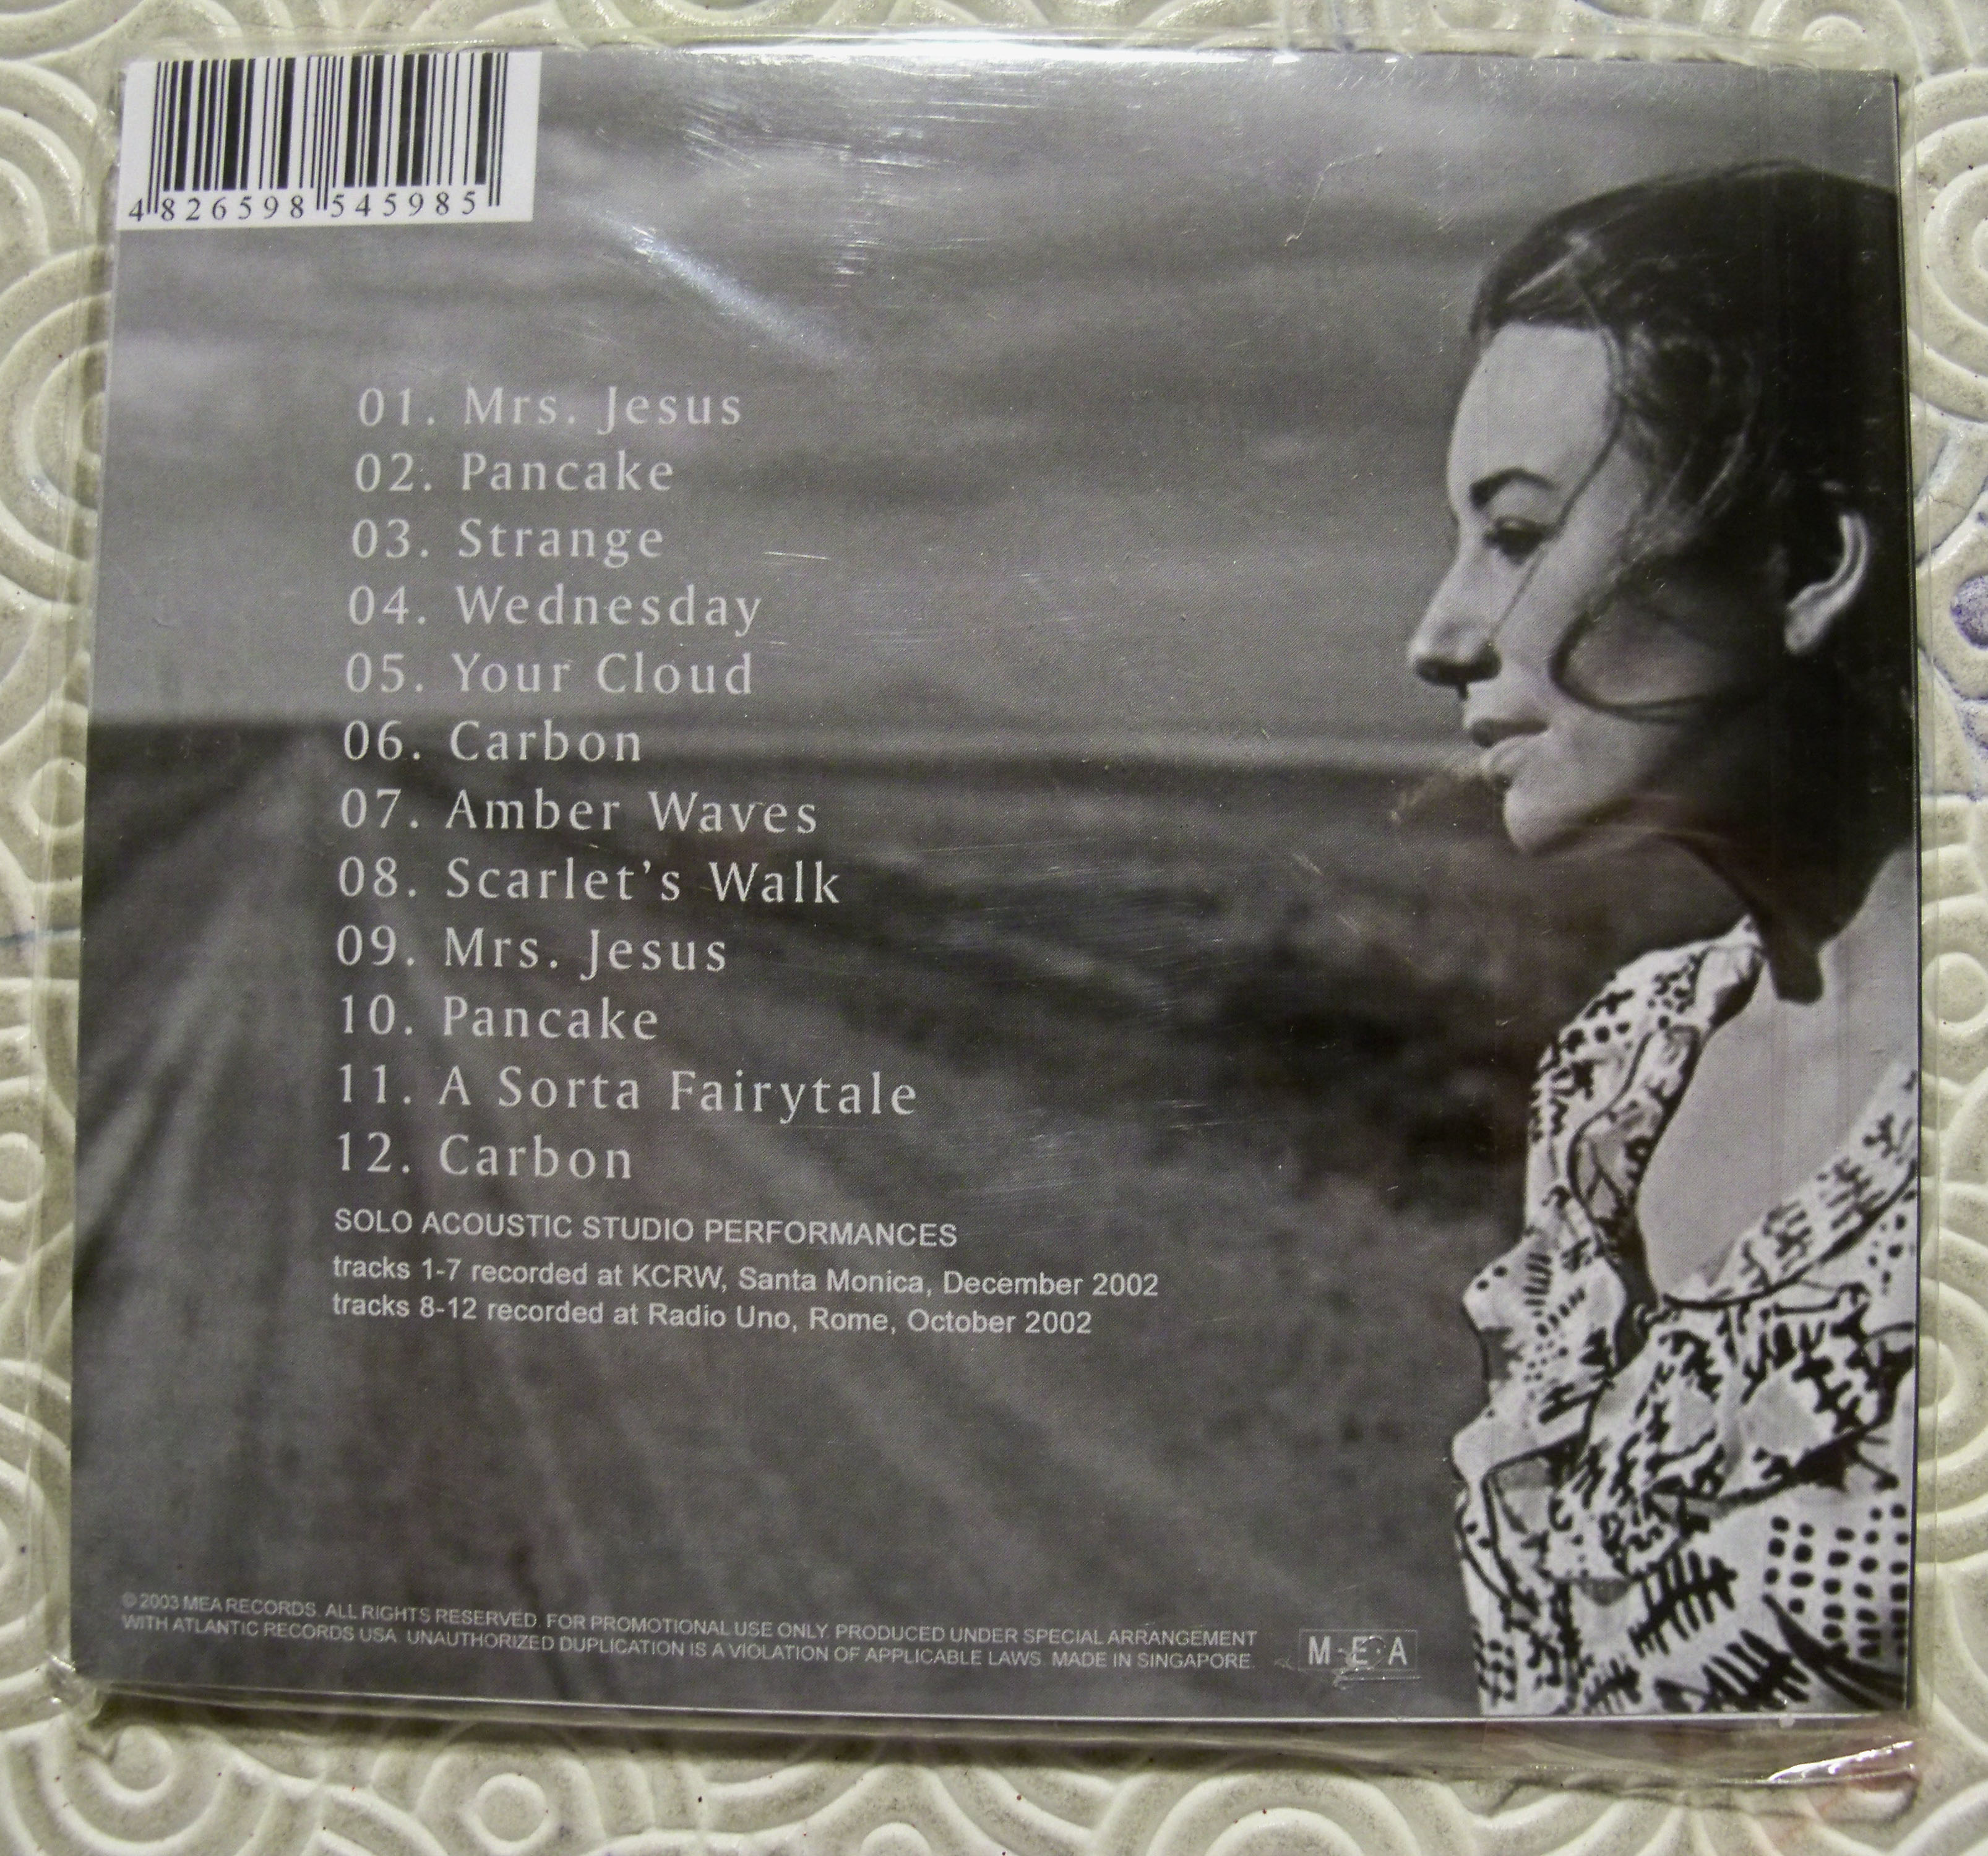 4 826598 545985
01. Mrs. Jesus
02. Pancake
03. Strange
04. Wednesday
05. Your Cloud
06. Carbon
07. Amber Waves
08. Scarlet's Walk
09. Mrs. Jesus
10. Pancake
11. A Sorta Fairytale
12. Carbon
SOLO ACOUSTIC STUDIO PERFORMANCES
tracks 1-7 recorded at KCRW, Santa Monica, December 2002
tracks 8-12 recorded at Radio Uno, Rome, October 2002
© 2003 MEA RECORDS. ALL RIGHTS RESERVED. FOR PROMOTIONAL USE ONLY. PRODUCED UNDER SPECIAL ARRANGEMENT
WITH ATLANTIC RECORDS USA. UNAUTHORIZED DUPLICATION IS A VIOLATION OF APPLICABLE LAWS. MADE IN SINGAPORE.
M·E·A